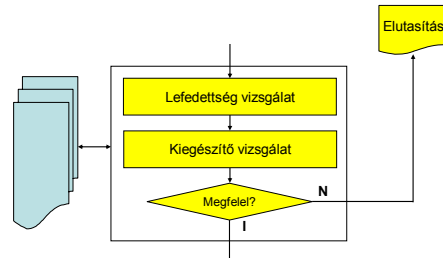 Elutasítás
Lefedettség vizsgálat
Kiegészítő vizsgálat
Megfelel?
N
I